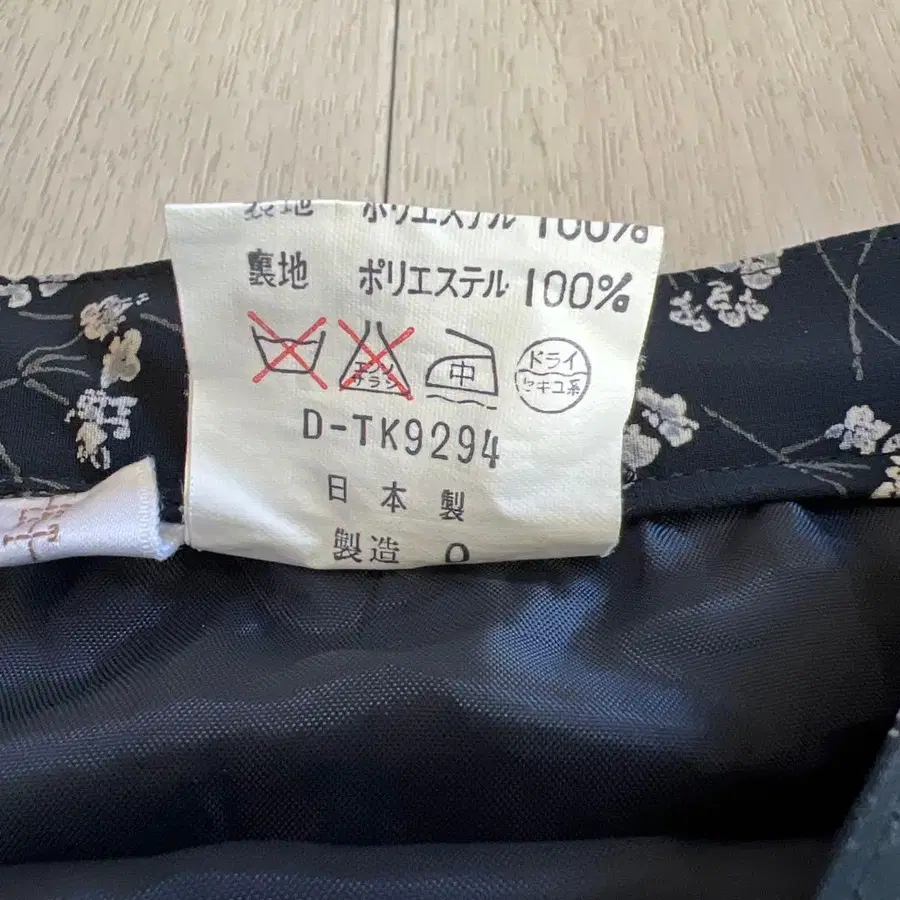 表地 ポリエステル 100%
裏地 ポリエステル 100%
エンソ
サラシ
中
ドライ
セキユ系
D-TK9294
日本製
製造 0